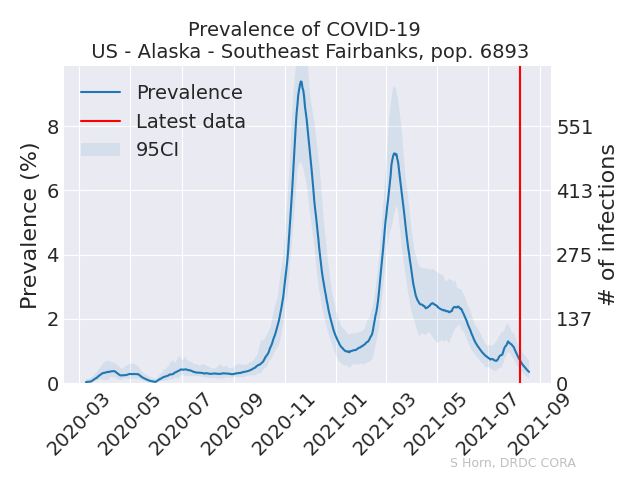 Prevalence of COVID-19
US - Alaska - Southeast Fairbanks, pop. 6893
Prevalence
Latest data
95CI
Prevalence (%)
8
6
4
2
0
551
413
275
137
0
# of infections
2020-03
2020-05
2020-07
2020-09
2020-11
2021-01
2021-03
2021-05
2021-07
2021-09
S Horn, DRDC CORA